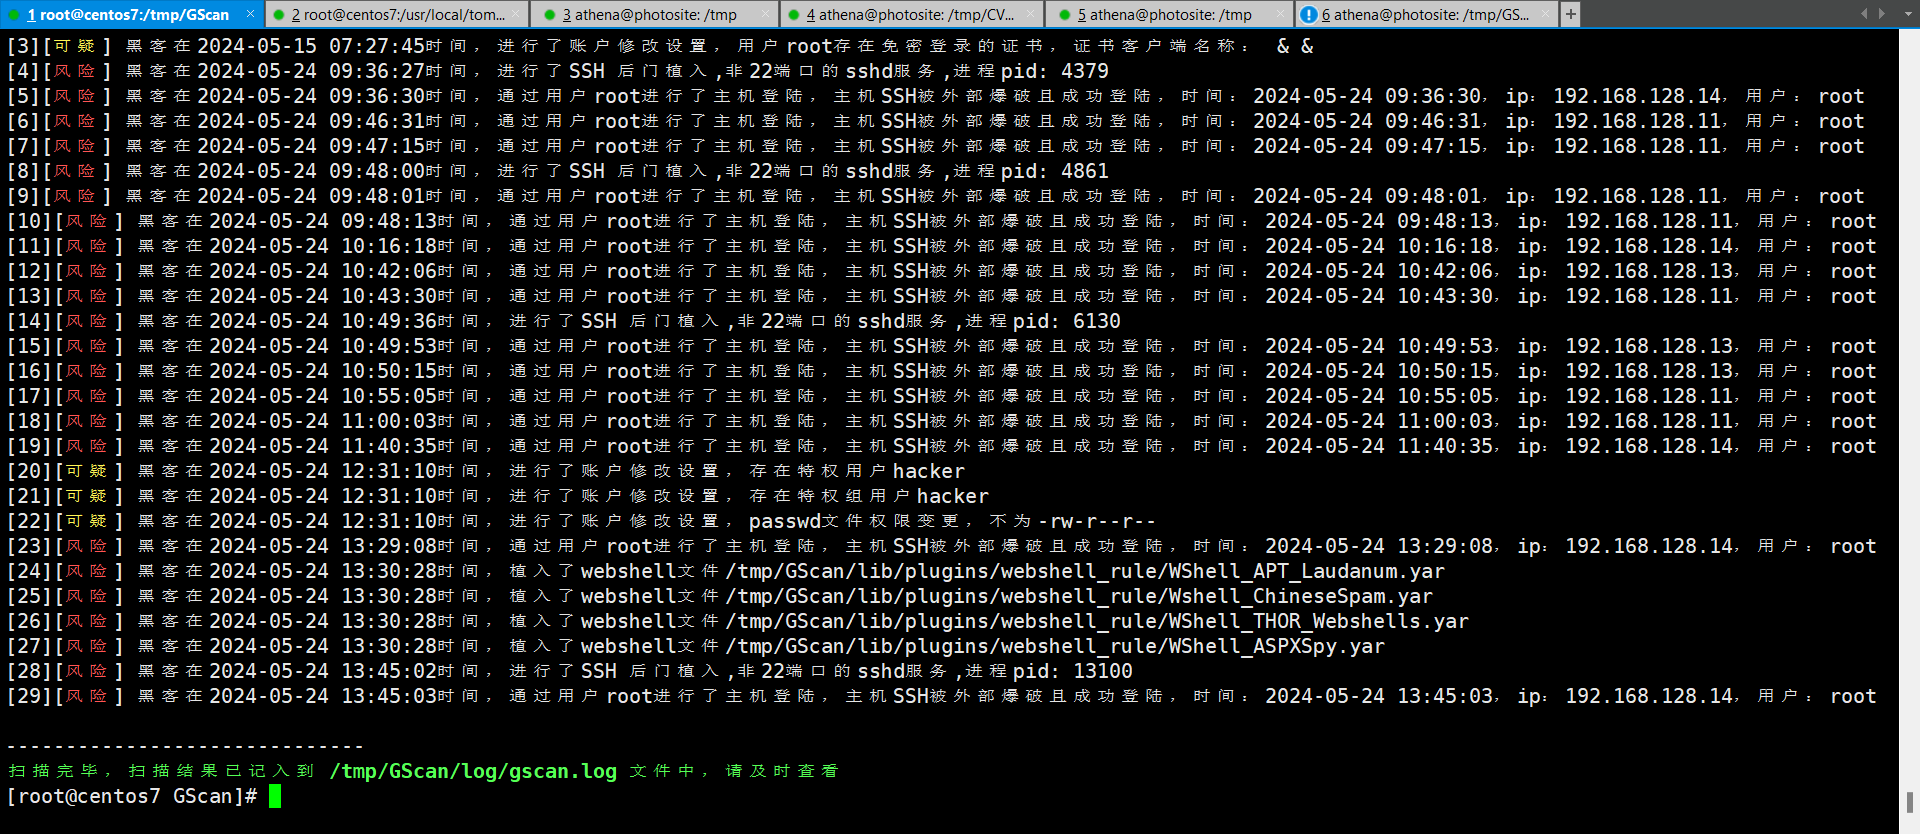 1 root@centos7:/tmp/GScan × 2 root@centos7:/usr/local/tom... × 3 athena@photosite: /tmp × 4 athena@photosite: /tmp/CV... × 5 athena@photosite: /tmp × 6 athena@photosite: /tmp/GS... × +
[3][可疑] 黑客在2024-05-15 07:27:45时间，进行了账户修改设置，用户root存在免密登录的证书，证书客户端名称： & &
[4][风险] 黑客在2024-05-24 09:36:27时间，进行了SSH 后门植入,非22端口的sshd服务,进程pid: 4379
[5][风险] 黑客在2024-05-24 09:36:30时间，通过用户root进行了主机登陆，主机SSH被外部爆破且成功登陆，时间：2024-05-24 09:36:30，ip：192.168.128.14，用户：root
[6][风险] 黑客在2024-05-24 09:46:31时间，通过用户root进行了主机登陆，主机SSH被外部爆破且成功登陆，时间：2024-05-24 09:46:31，ip：192.168.128.11，用户：root
[7][风险] 黑客在2024-05-24 09:47:15时间，通过用户root进行了主机登陆，主机SSH被外部爆破且成功登陆，时间：2024-05-24 09:47:15，ip：192.168.128.11，用户：root
[8][风险] 黑客在2024-05-24 09:48:00时间，进行了SSH 后门植入,非22端口的sshd服务,进程pid: 4861
[9][风险] 黑客在2024-05-24 09:48:01时间，通过用户root进行了主机登陆，主机SSH被外部爆破且成功登陆，时间：2024-05-24 09:48:01，ip：192.168.128.11，用户：root
[10][风险] 黑客在2024-05-24 09:48:13时间，通过用户root进行了主机登陆，主机SSH被外部爆破且成功登陆，时间：2024-05-24 09:48:13，ip：192.168.128.11，用户：root
[11][风险] 黑客在2024-05-24 10:16:18时间，通过用户root进行了主机登陆，主机SSH被外部爆破且成功登陆，时间：2024-05-24 10:16:18，ip：192.168.128.14，用户：root
[12][风险] 黑客在2024-05-24 10:42:06时间，通过用户root进行了主机登陆，主机SSH被外部爆破且成功登陆，时间：2024-05-24 10:42:06，ip：192.168.128.13，用户：root
[13][风险] 黑客在2024-05-24 10:43:30时间，通过用户root进行了主机登陆，主机SSH被外部爆破且成功登陆，时间：2024-05-24 10:43:30，ip：192.168.128.11，用户：root
[14][风险] 黑客在2024-05-24 10:49:36时间，进行了SSH 后门植入,非22端口的sshd服务,进程pid: 6130
[15][风险] 黑客在2024-05-24 10:49:53时间，通过用户root进行了主机登陆，主机SSH被外部爆破且成功登陆，时间：2024-05-24 10:49:53，ip：192.168.128.13，用户：root
[16][风险] 黑客在2024-05-24 10:50:15时间，通过用户root进行了主机登陆，主机SSH被外部爆破且成功登陆，时间：2024-05-24 10:50:15，ip：192.168.128.13，用户：root
[17][风险] 黑客在2024-05-24 10:55:05时间，通过用户root进行了主机登陆，主机SSH被外部爆破且成功登陆，时间：2024-05-24 10:55:05，ip：192.168.128.11，用户：root
[18][风险] 黑客在2024-05-24 11:00:03时间，通过用户root进行了主机登陆，主机SSH被外部爆破且成功登陆，时间：2024-05-24 11:00:03，ip：192.168.128.11，用户：root
[19][风险] 黑客在2024-05-24 11:40:35时间，通过用户root进行了主机登陆，主机SSH被外部爆破且成功登陆，时间：2024-05-24 11:40:35，ip：192.168.128.14，用户：root
[20][可疑] 黑客在2024-05-24 12:31:10时间，进行了账户修改设置，存在特权用户hacker
[21][可疑] 黑客在2024-05-24 12:31:10时间，进行了账户修改设置，存在特权组用户hacker
[22][可疑] 黑客在2024-05-24 12:31:10时间，进行了账户修改设置，passwd文件权限变更，不为-rw-r--r--
[23][风险] 黑客在2024-05-24 13:29:08时间，通过用户root进行了主机登陆，主机SSH被外部爆破且成功登陆，时间：2024-05-24 13:29:08，ip：192.168.128.14，用户：root
[24][风险] 黑客在2024-05-24 13:30:28时间，植入了webshell文件/tmp/GScan/lib/plugins/webshell_rule/WShell_APT_Laudanum.yar
[25][风险] 黑客在2024-05-24 13:30:28时间，植入了webshell文件/tmp/GScan/lib/plugins/webshell_rule/Wshell_ChineseSpam.yar
[26][风险] 黑客在2024-05-24 13:30:28时间，植入了webshell文件/tmp/GScan/lib/plugins/webshell_rule/WShell_THOR_Webshells.yar
[27][风险] 黑客在2024-05-24 13:30:28时间，植入了webshell文件/tmp/GScan/lib/plugins/webshell_rule/WShell_ASPXSpy.yar
[28][风险] 黑客在2024-05-24 13:45:02时间，进行了SSH 后门植入,非22端口的sshd服务,进程pid: 13100
[29][风险] 黑客在2024-05-24 13:45:03时间，通过用户root进行了主机登陆，主机SSH被外部爆破且成功登陆，时间：2024-05-24 13:45:03，ip：192.168.128.14，用户：root
------------------------------
扫描完毕，扫描结果已记入到 /tmp/GScan/log/gscan.log 文件中，请及时查看
[root@centos7 GScan]#